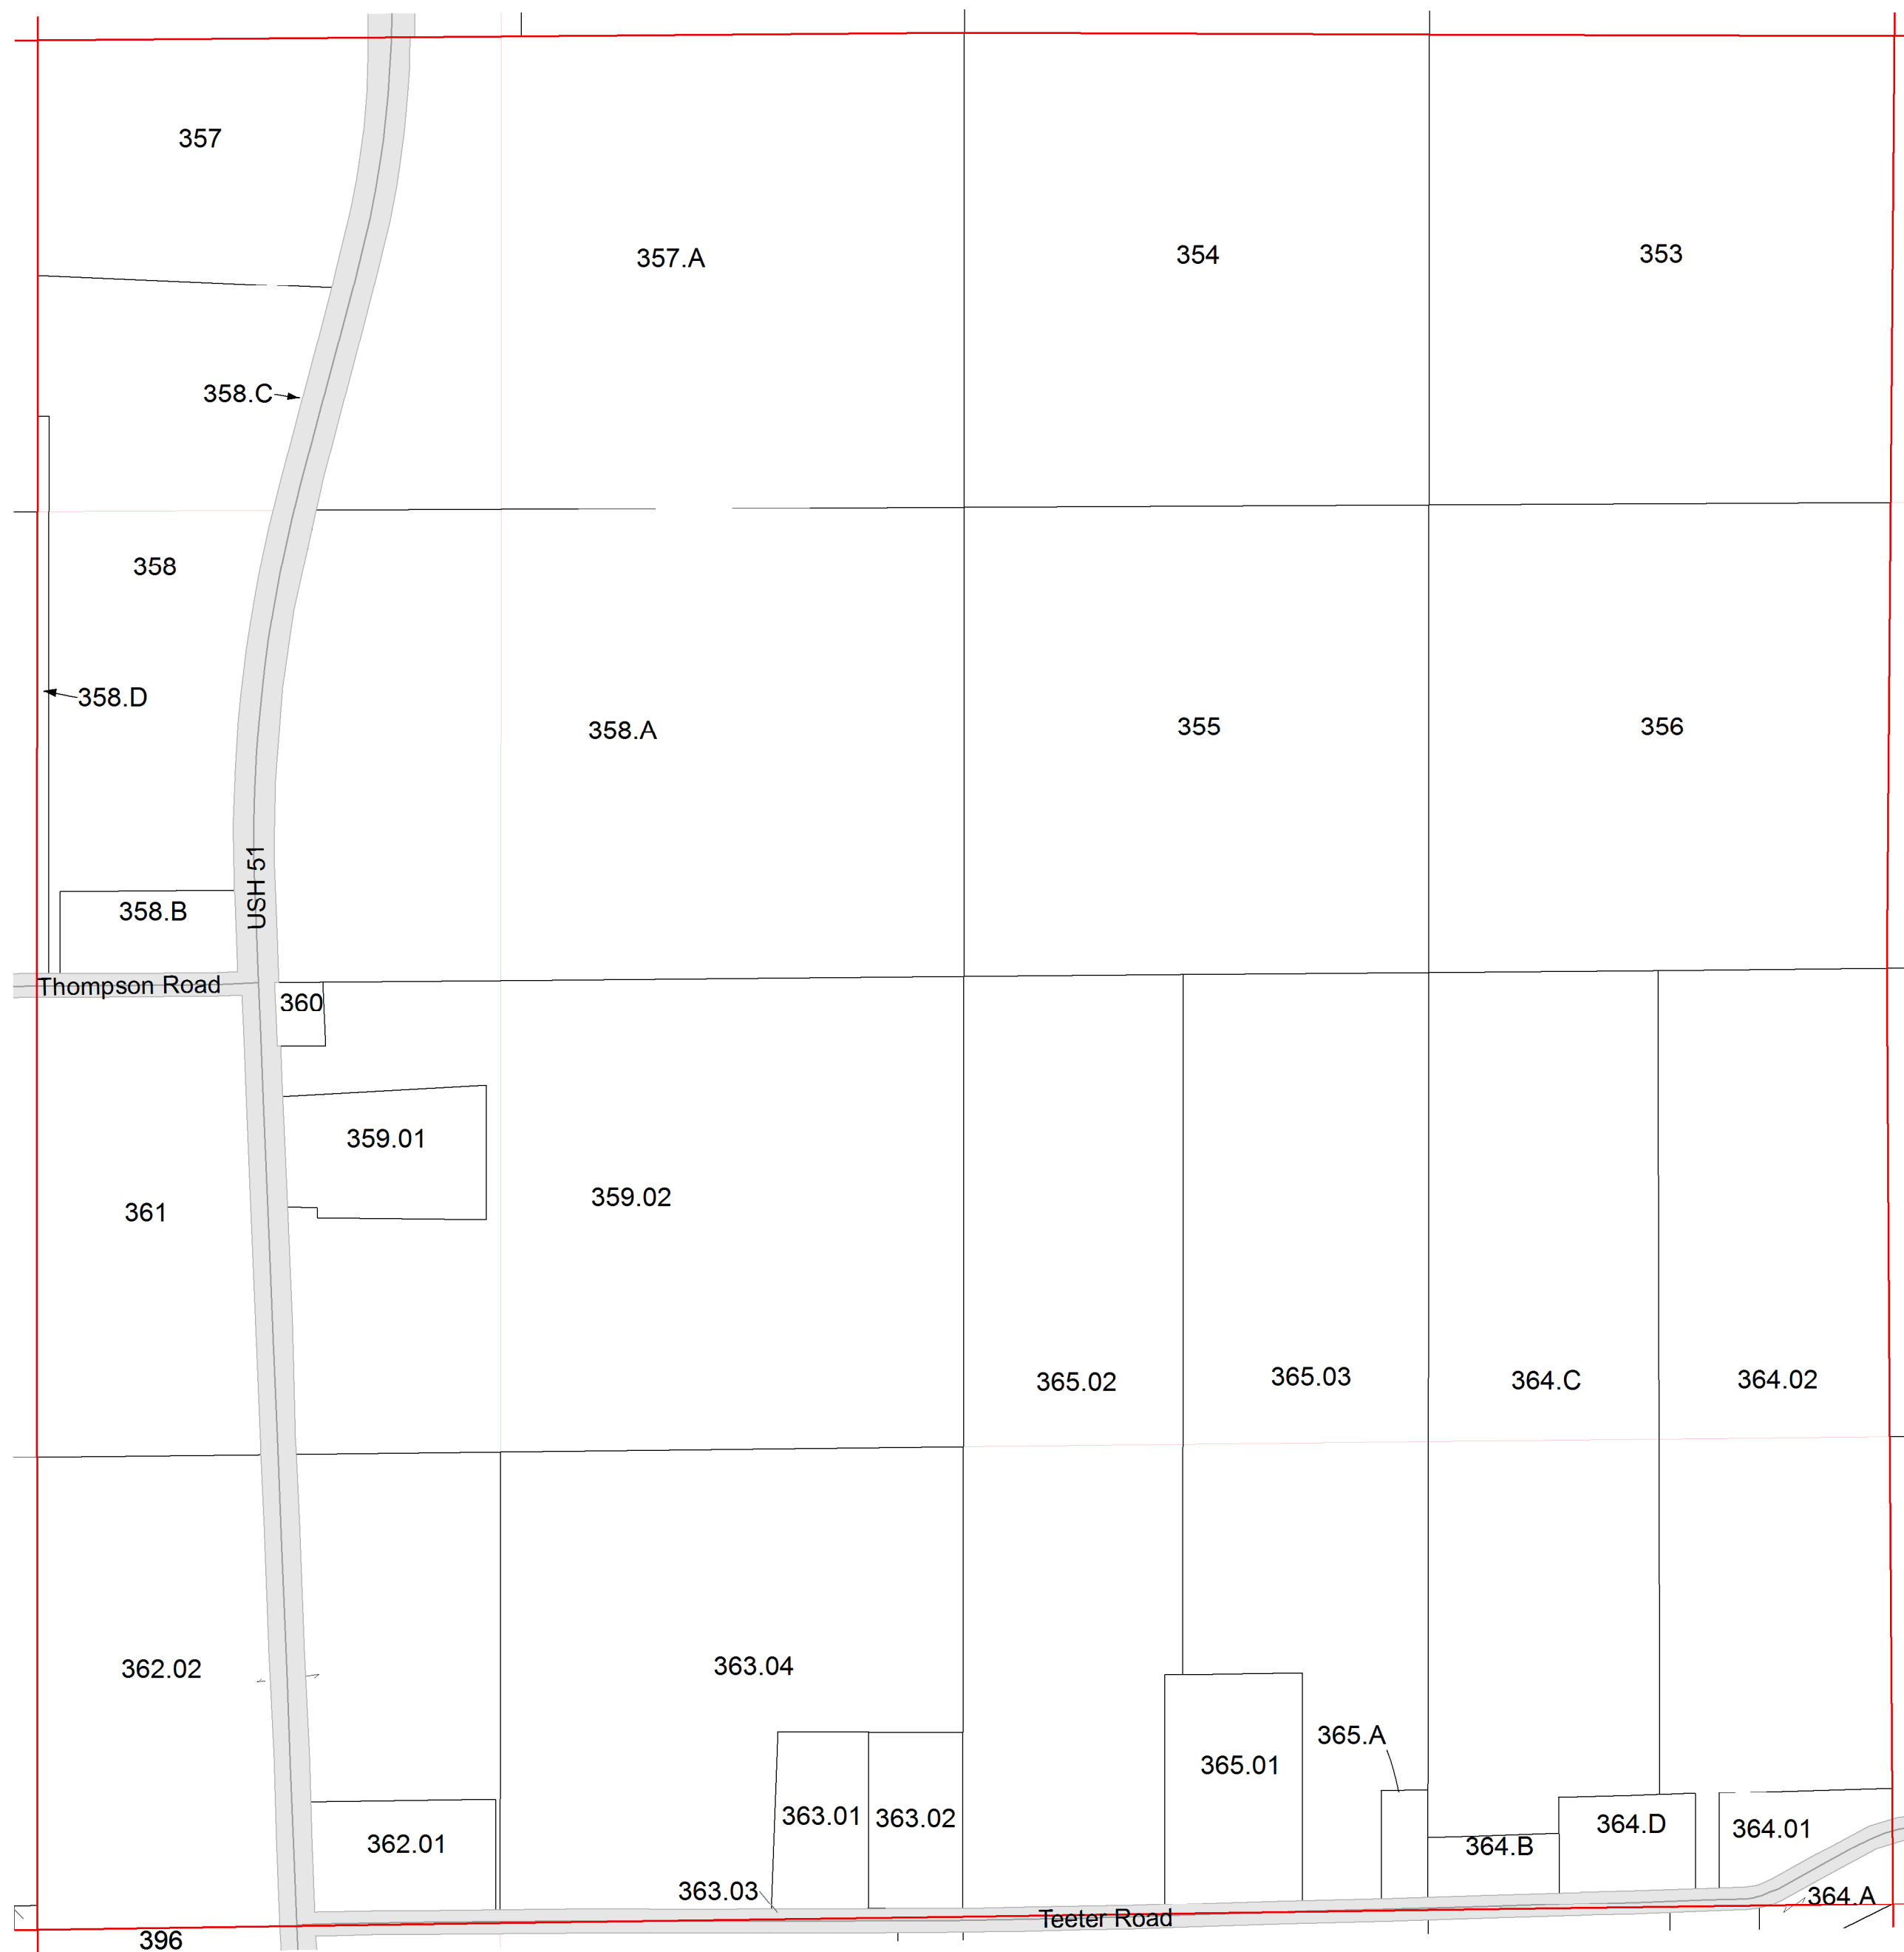 357
357.A
354
353
358.C
358
358.D
358.A
355
356
USH 51
358.B
Thompson Road
360
359.01
359.02
361
365.02
365.03
364.C
364.02
362.02
363.04
365.A
365.01
363.01
363.02
362.01
364.B
364.D
364.01
363.03
364.A
Teeter Road
396